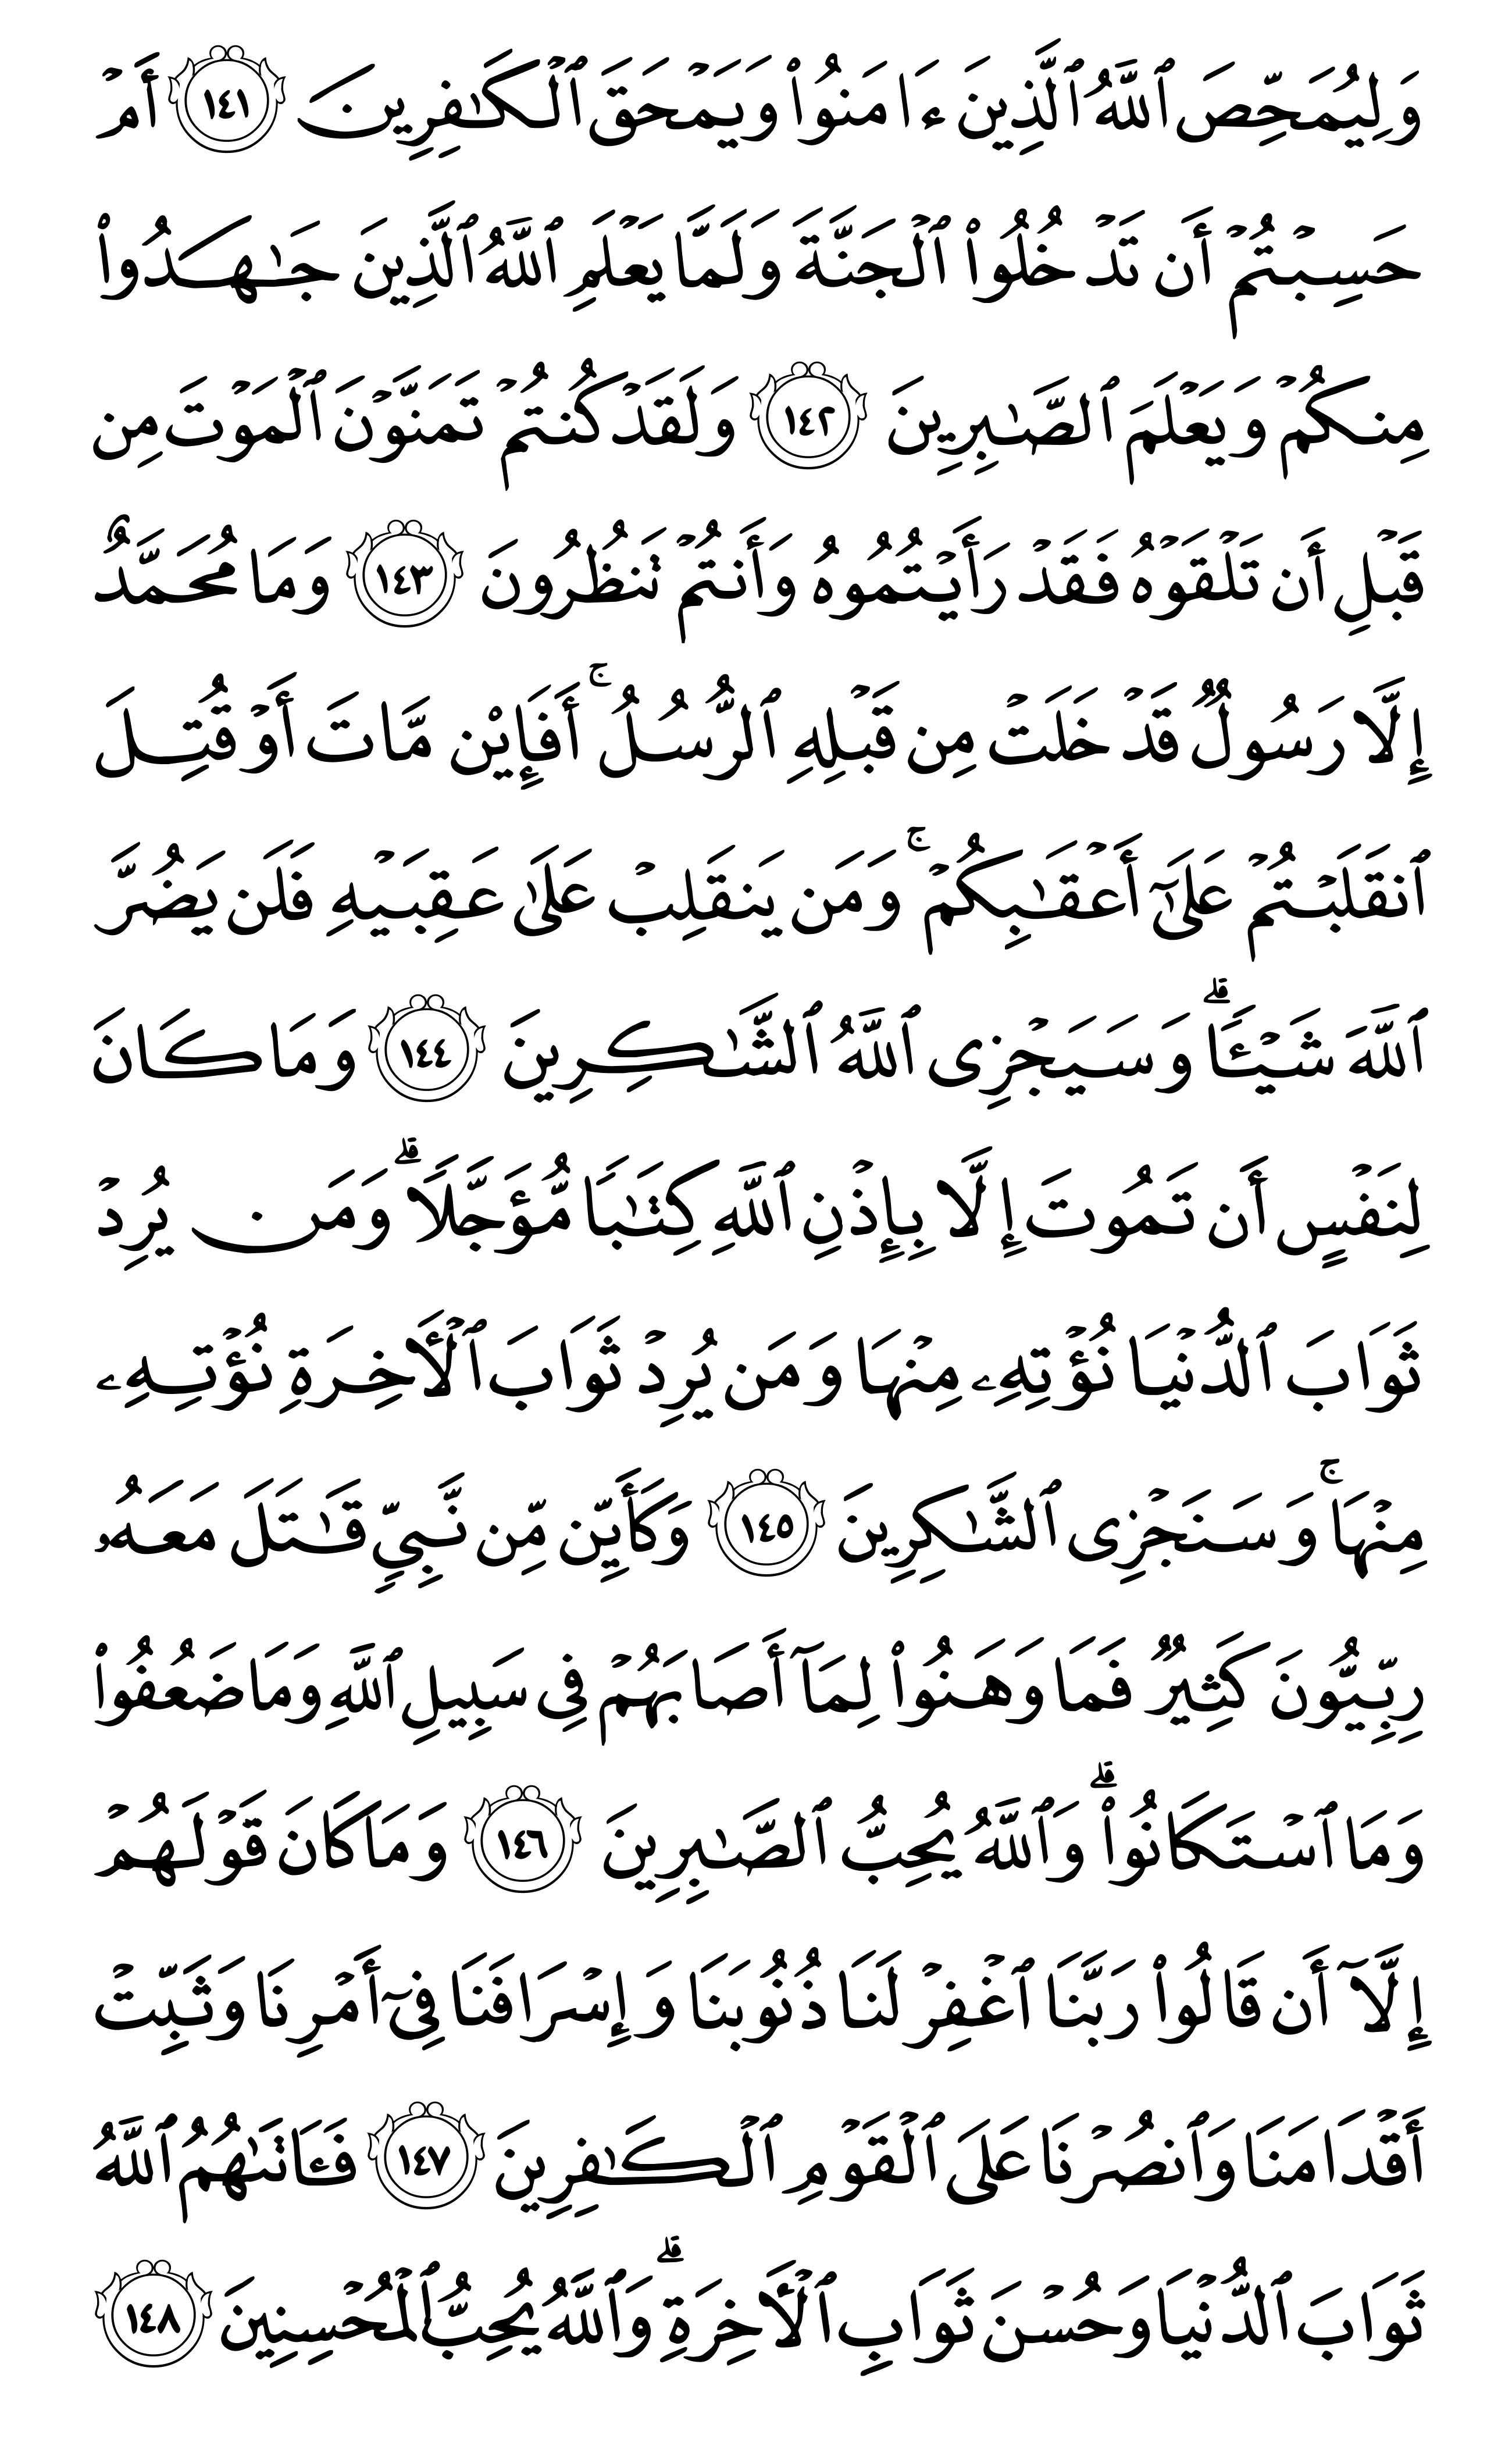 وَلِيُمَحِّصَ ٱللَّهُ ٱلَّذِينَ ءَامَنُوا۟ وَيَمْحَقَ ٱلْكَـٰفِرِينَ ١٤١ أَمْ
حَسِبْتُمْ أَن تَدْخُلُوا۟ ٱلْجَنَّةَ وَلَمَّا يَعْلَمِ ٱللَّهُ ٱلَّذِينَ جَـٰهَدُوا۟
مِنكُمْ وَيَعْلَمَ ٱلصَّـٰبِرِينَ ١٤٢ وَلَقَدْ كُنتُمْ تَمَنَّوْنَ ٱلْمَوْتَ مِن
قَبْلِ أَن تَلْقَوْهُ فَقَدْ رَأَيْتُمُوهُ وَأَنتُمْ تَنظُرُونَ ١٤٣ وَمَا مُحَمَّدٌ
إِلَّا رَسُولٌ قَدْ خَلَتْ مِن قَبْلِهِ ٱلرُّسُلُ ۚ أَفَإِي۟ن مَّاتَ أَوْ قُتِلَ
ٱنقَلَبْتُمْ عَلَىٰٓ أَعْقَـٰبِكُمْ ۚ وَمَن يَنقَلِبْ عَلَىٰ عَقِبَيْهِ فَلَن يَضُرَّ
ٱللَّهَ شَيْـًٔا ۗ وَسَيَجْزِى ٱللَّهُ ٱلشَّـٰكِرِينَ ١٤٤ وَمَا كَانَ
لِنَفْسٍ أَن تَمُوتَ إِلَّا بِإِذْنِ ٱللَّهِ كِتَـٰبًا مُّؤَجَّلًا ۗ وَمَن يُرِدْ
ثَوَابَ ٱلدُّنْيَا نُؤْتِهِۦ مِنْهَا وَمَن يُرِدْ ثَوَابَ ٱلْـَٔاخِرَةِ نُؤْتِهِۦ
مِنْهَا ۚ وَسَنَجْزِى ٱلشَّـٰكِرِينَ ١٤٥ وَكَأَيِّن مِّن نَّبِىٍّ قَـٰتَلَ مَعَهُۥ
رِبِّيُّونَ كَثِيرٌ فَمَا وَهَنُوا۟ لِمَآ أَصَابَهُمْ فِى سَبِيلِ ٱللَّهِ وَمَا ضَعُفُوا۟
وَمَا ٱسْتَكَانُوا۟ ۗ وَٱللَّهُ يُحِبُّ ٱلصَّـٰبِرِينَ ١٤٦ وَمَا كَانَ قَوْلَهُمْ
إِلَّآ أَن قَالُوا۟ رَبَّنَا ٱغْفِرْ لَنَا ذُنُوبَنَا وَإِسْرَافَنَا فِىٓ أَمْرِنَا وَثَبِّتْ
أَقْدَامَنَا وَٱنصُرْنَا عَلَى ٱلْقَوْمِ ٱلْكَـٰفِرِينَ ١٤٧ فَـَٔاتَىٰهُمُ ٱللَّهُ
ثَوَابَ ٱلدُّنْيَا وَحُسْنَ ثَوَابِ ٱلْـَٔاخِرَةِ ۗ وَٱللَّهُ يُحِبُّ ٱلْمُحْسِنِينَ ١٤٨